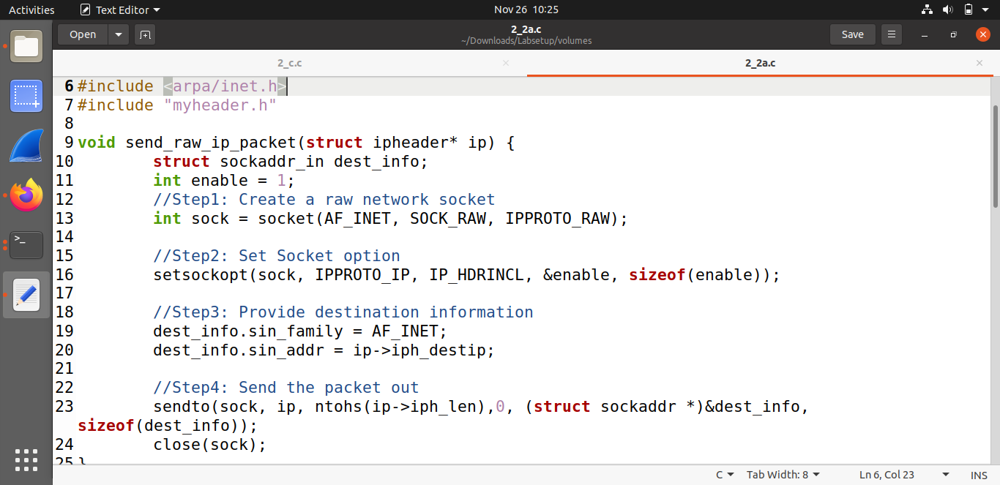 Activities Text Editor Nov 26 10:25
Open 2_2a.c Save
~/Downloads/Labsetup/volumes
2_c.c 2_2a.c
6 #include <arpa/inet.h>
7 #include "myheader.h"
8
9 void send_raw_ip_packet(struct ipheader* ip) {
10 struct sockaddr_in dest_info;
11 int enable = 1;
12 //Step1: Create a raw network socket
13 int sock = socket(AF_INET, SOCK_RAW, IPPROTO_RAW);
14
15 //Step2: Set Socket option
16 setsockopt(sock, IPPROTO_IP, IP_HDRINCL, &enable, sizeof(enable));
17
18 //Step3: Provide destination information
19 dest_info.sin_family = AF_INET;
20 dest_info.sin_addr = ip->iph_destip;
21
22 //Step4: Send the packet out
23 sendto(sock, ip, ntohs(ip->iph_len),0, (struct sockaddr *)&dest_info,
sizeof(dest_info));
24 close(sock);
25 }
C Tab Width: 8 Ln 6, Col 23 INS